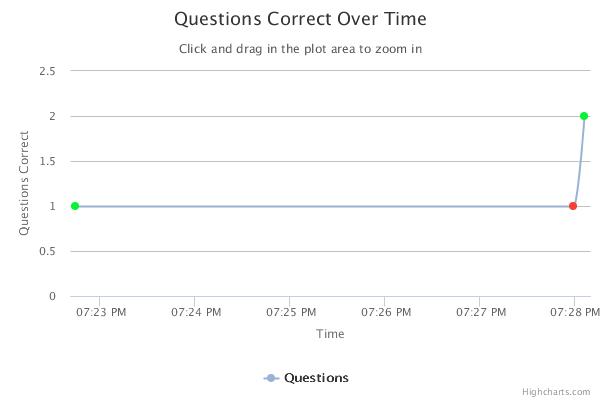 Questions Correct Over Time
Click and drag in the plot area to zoom in
Questions Correct
2.5
2
1.5
1
0.5
0
07:23 PM 07:24 PM 07:25 PM 07:26 PM 07:27 PM 07:28 PM
Time
Questions
Highcharts.com